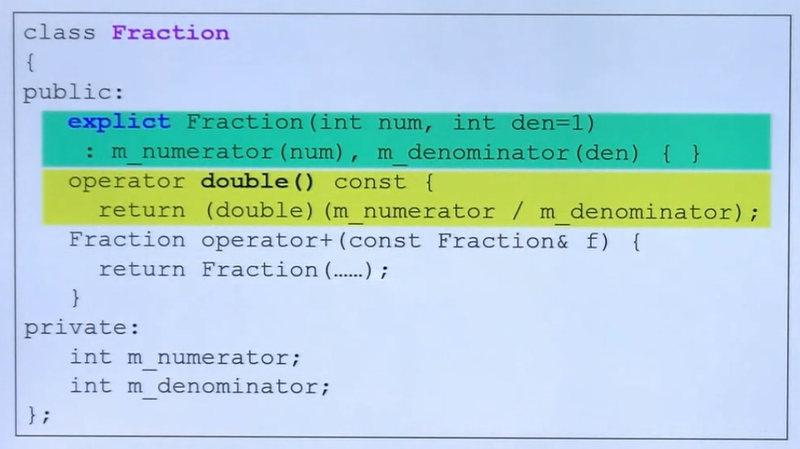 class Fraction
{
public:
explict Fraction(int num, int den=1)
: m_numerator(num), m_denominator(den) { }
operator double() const {
return (double)(m_numerator / m_denominator);
Fraction operator+(const Fraction& f) {
return Fraction(……);
}
private:
int m_numerator;
int m_denominator;
};